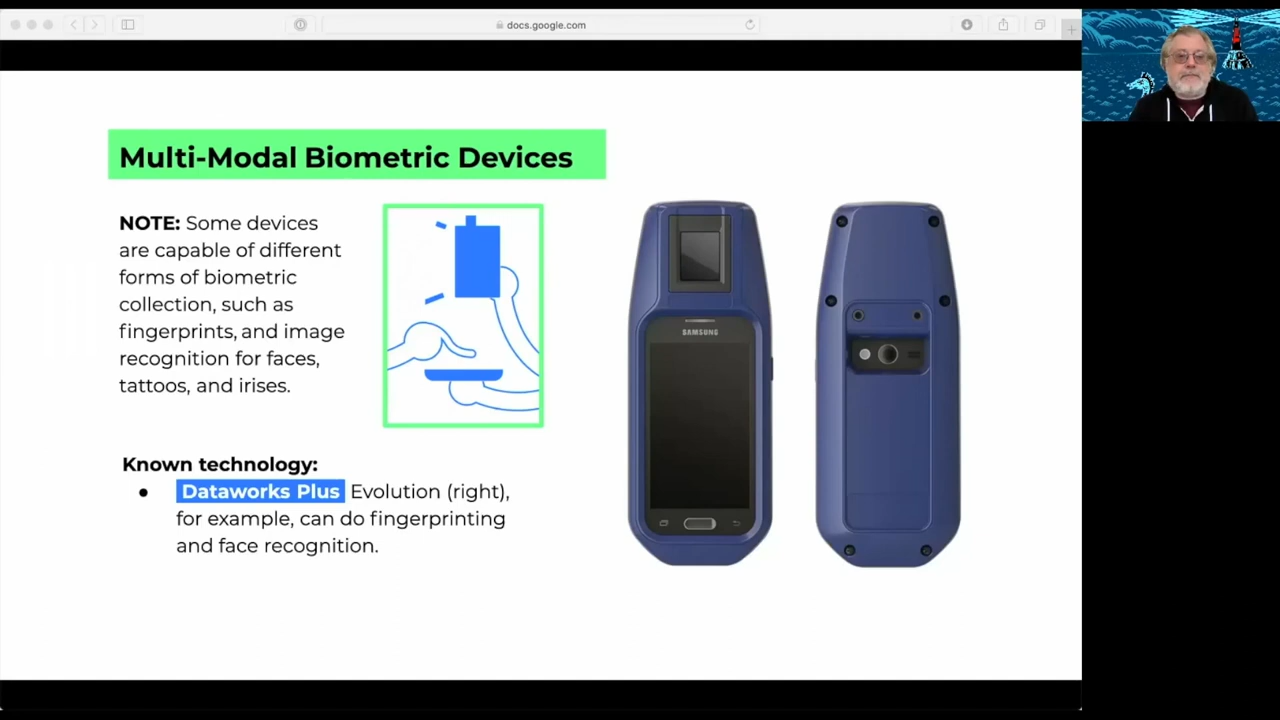 docs.google.com
Multi-Modal Biometric Devices
NOTE: Some devices
are capable of different
forms of biometric
collection, such as
fingerprints, and image
recognition for faces,
tattoos, and irises.
Known technology:
● Dataworks Plus Evolution (right),
for example, can do fingerprinting
and face recognition.
SAMSUNG